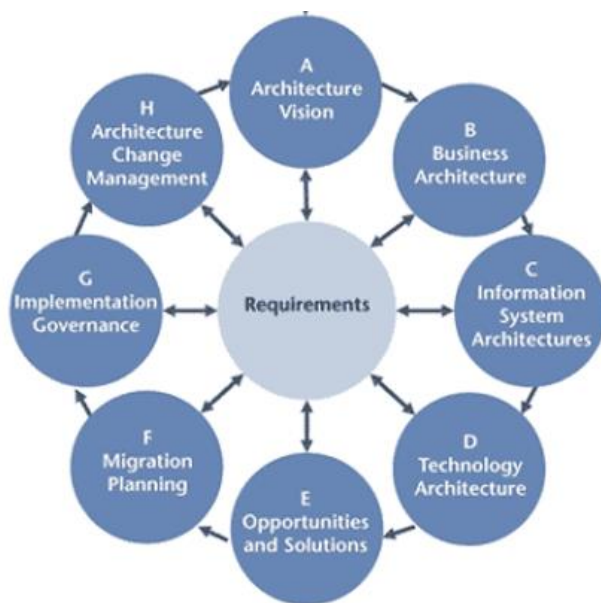 A
Architecture
Vision
B
Business
Architecture
C
Information
System
Architectures
D
Technology
Architecture
E
Opportunities
and Solutions
F
Migration
Planning
G
Implementation
Governance
H
Architecture
Change
Management
Requirements